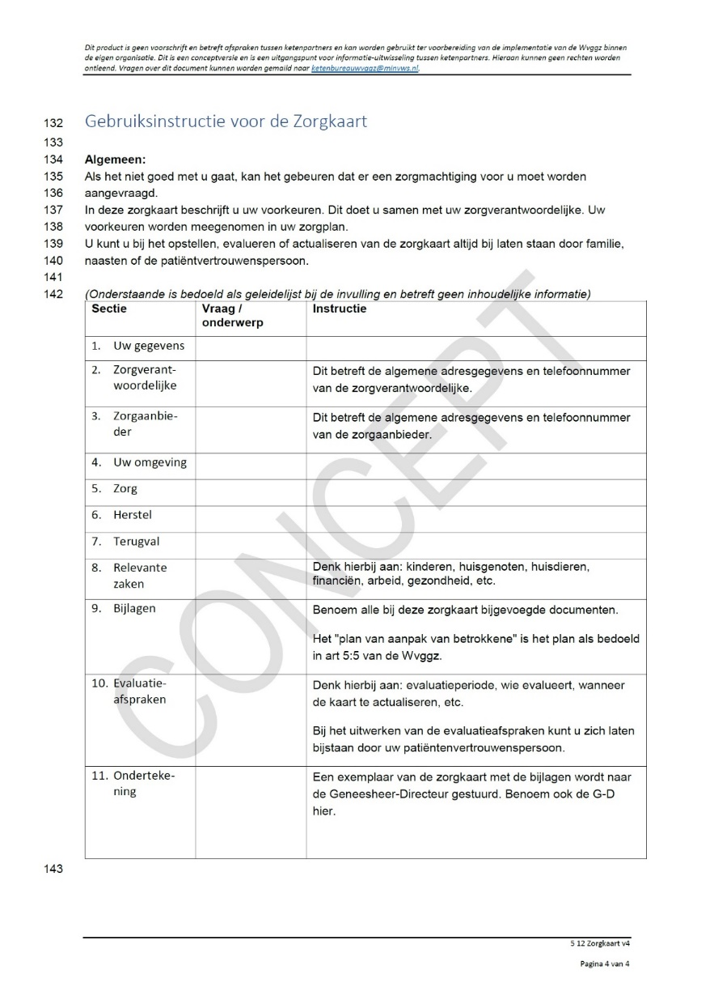 Dit product is geen voorschrift en betreft afspraken tussen ketenpartners en kan worden gebruikt ter voorbereiding van de implementatie van de Wvggz binnen
de eigen organisatie. Dit is een conceptversie en is een uitgangspunt voor informatie-uitwisseling tussen ketenpartners. Hieraan kunnen geen rechten worden
ontleend. Vragen over dit document kunnen worden gemaild naar ketenbureauwvggz@minvws.nl.
132 Gebruiksinstructie voor de Zorgkaart
133
134 Algemeen:
135 Als het niet goed met u gaat, kan het gebeuren dat er een zorgmachtiging voor u moet worden
136 aangevraagd.
137 In deze zorgkaart beschrijft u uw voorkeuren. Dit doet u samen met uw zorgverantwoordelijke. Uw
138 voorkeuren worden meegenomen in uw zorgplan.
139 U kunt u bij het opstellen, evalueren of actualiseren van de zorgkaart altijd bij laten staan door familie,
140 naasten of de patiëntvertrouwenspersoon.
141
142 (Onderstaande is bedoeld als geleidelijst bij de invulling en betreft geen inhoudelijke informatie)
Sectie
Vraag /
onderwerp
Instructie
1. Uw gegevens
2. Zorgverant-
woordelijke
Dit betreft de algemene adresgegevens en telefoonnummer
van de zorgverantwoordelijke.
3. Zorgaanbie-
der
Dit betreft de algemene adresgegevens en telefoonnummer
van de zorgaanbieder.
4. Uw omgeving
5. Zorg
6. Herstel
7. Terugval
8. Relevante
zaken
Denk hierbij aan: kinderen, huisgenoten, huisdieren,
financiën, arbeid, gezondheid, etc.
9. Bijlagen
Benoem alle bij deze zorgkaart bijgevoegde documenten.
Het "plan van aanpak van betrokkene" is het plan als bedoeld
in art 5:5 van de Wvggz.
10. Evaluatie-
afspraken
Denk hierbij aan: evaluatieperiode, wie evalueert, wanneer
de kaart te actualiseren, etc.
Bij het uitwerken van de evaluatieafspraken kunt u zich laten
bijstaan door uw patiëntenvertrouwenspersoon.
11. Onderteke-
ning
Een exemplaar van de zorgkaart met de bijlagen wordt naar
de Geneesheer-Directeur gestuurd. Benoem ook de G-D
hier.
CONCEPT
143
5 12 Zorgkaart v4
Pagina 4 van 4